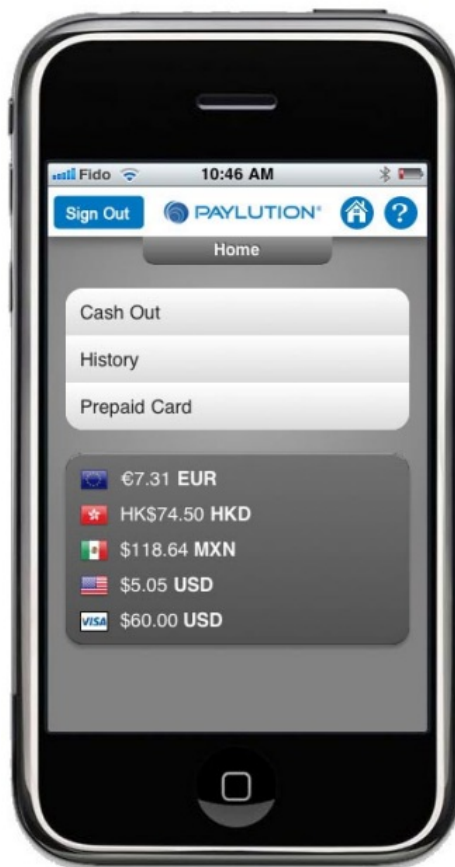 Fido 10:46 AM
Sign Out PAYLUTION® ?
Home
Cash Out
History
Prepaid Card
€7.31 EUR
HK$74.50 HKD
$118.64 MXN
$5.05 USD
VISA $60.00 USD